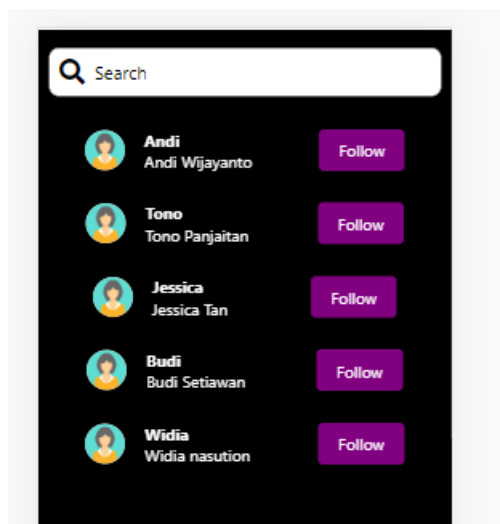 Search
Andi
Andi Wijayanto
Follow
Tono
Tono Panjaitan
Follow
Jessica
Jessica Tan
Follow
Budi
Budi Setiawan
Follow
Widia
Widia nasution
Follow